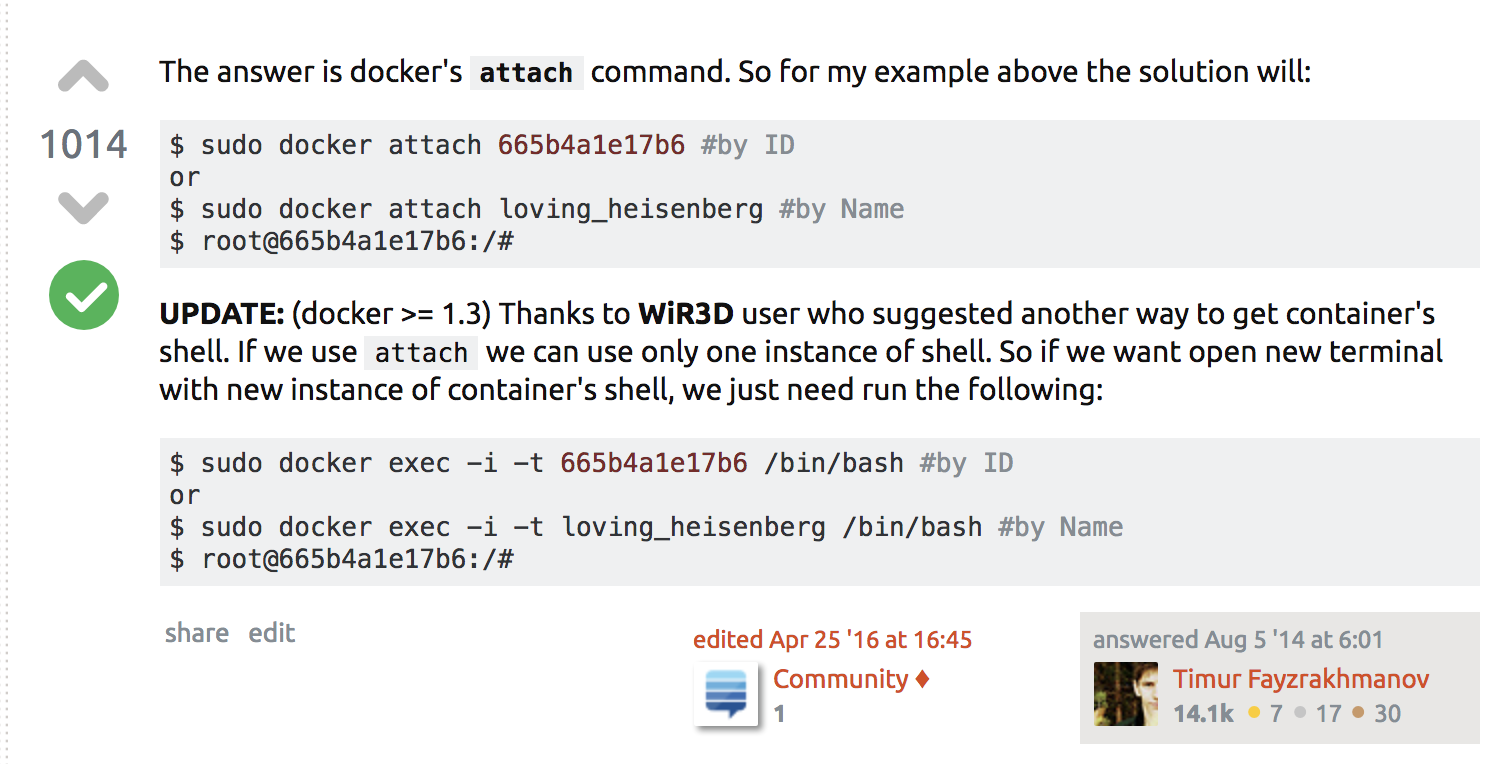 The answer is docker's attach command. So for my example above the solution will:
1014
$ sudo docker attach 665b4a1e17b6 #by ID
or
$ sudo docker attach loving_heisenberg #by Name
$ root@665b4a1e17b6:/#
UPDATE: (docker >= 1.3) Thanks to WiR3D user who suggested another way to get container's
shell. If we use attach we can use only one instance of shell. So if we want open new terminal
with new instance of container's shell, we just need run the following:
$ sudo docker exec -i -t 665b4a1e17b6 /bin/bash #by ID
or
$ sudo docker exec -i -t loving_heisenberg /bin/bash #by Name
$ root@665b4a1e17b6:/#
share edit
edited Apr 25 '16 at 16:45
Community ♦
1
answered Aug 5 '14 at 6:01
Timur Fayzrakhmanov
14.1k ● 7 ● 17 ● 30